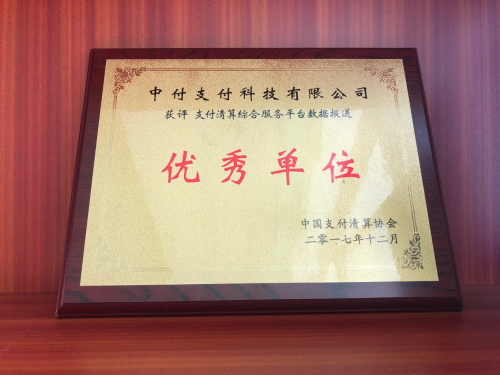 中付支付科技有限公司
获评 支付清算综合服务平台数据报送
优秀单位
中国支付清算协会
二零一七年十二月